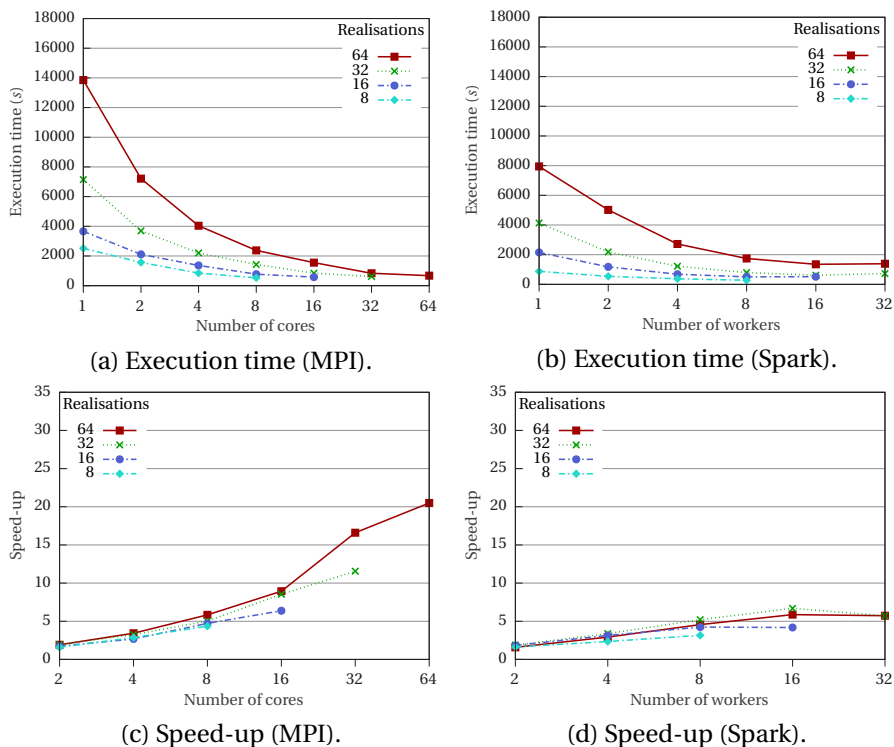 18000
16000
14000
12000
10000
8000
6000
4000
2000
0
Execution time (s)
Realisations
64
32
16
8
1 2 4 8 16 32 64
Number of cores
(a) Execution time (MPI).
18000
16000
14000
12000
10000
8000
6000
4000
2000
0
Execution time (s)
Realisations
64
32
16
8
1 2 4 8 16 32
Number of workers
(b) Execution time (Spark).
35
30
25
20
15
10
5
0
Speed-up
Realisations
64
32
16
8
2 4 8 16 32 64
Number of cores
(c) Speed-up (MPI).
35
30
25
20
15
10
5
0
Speed-up
Realisations
64
32
16
8
2 4 8 16 32
Number of workers
(d) Speed-up (Spark).